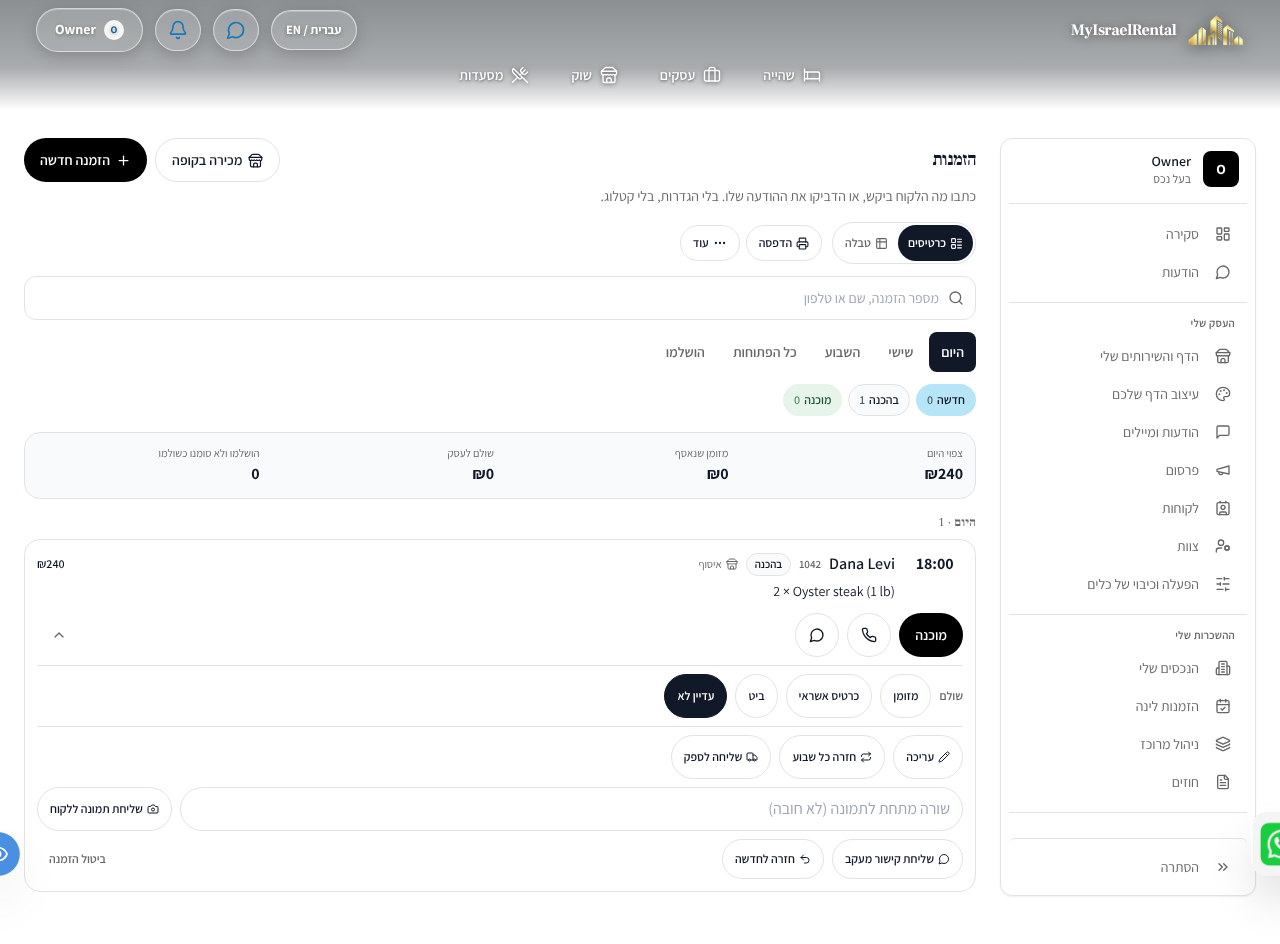 MyIsraelRental
עברית / EN
Owner O
שהייה
עסקים
שוק
מסעדות
O
Owner
בעל נכס
סקירה
הודעות
העסק שלי
הדף והשירותים שלי
עיצוב הדף שלכם
הודעות ומיילים
פרסום
לקוחות
צוות
הפעלה וכיבוי של כלים
ההשכרות שלי
הנכסים שלי
הזמנות לינה
ניהול מרוכז
חוזים
הסתרה
הזמנות
מכירה בקופה
הזמנה חדשה
כתבו מה הלקוח ביקש, או הדביקו את ההודעה שלו. בלי הגדרות, בלי קטלוג.
כרטיסים
טבלה
הדפסה
עוד
מספר הזמנה, שם או טלפון
היום
שישי
השבוע
כל הפתוחות
הושלמו
חדשה 0
בהכנה 1
מוכנה 0
צפוי היום
₪240
מזומן שנאסף
₪0
שולם לעסק
₪0
הושלמו ולא סומנו כשולמו
0
היום · 1
18:00
Dana Levi
1042
בהכנה
איסוף
₪240
2 × Oyster steak (1 lb)
מוכנה
שולם
מזומן
כרטיס אשראי
ביט
עדיין לא
עריכה
חזרה כל שבוע
שליחה לספק
שורה מתחת לתמונה (לא חובה)
שליחת תמונה ללקוח
שליחת קישור מעקב
חזרה לחדשה
ביטול הזמנה